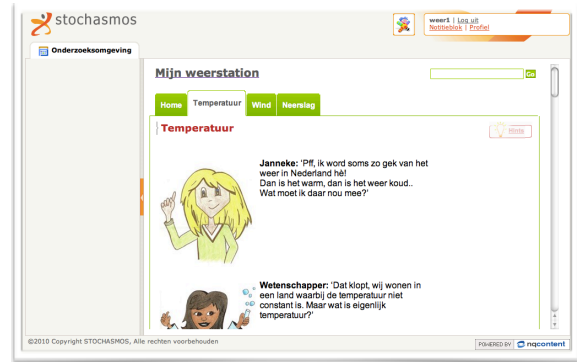 stochasmos
weer1 | Log uit
Notitieblok | Profiel
Onderzoeksomgeving
Mijn weerstation
Go
Home Temperatuur Wind Neerslag
Temperatuur
Hints
Janneke: 'Pff, ik word soms zo gek van het
weer in Nederland hè!
Dan is het warm, dan is het weer koud..
Wat moet ik daar nou mee?'
Wetenschapper: 'Dat klopt, wij wonen in
een land waarbij de temperatuur niet
constant is. Maar wat is eigenlijk
temperatuur?'
©2010 Copyright STOCHASMOS, Alle rechten voorbehouden
POWERED BY nqcontent